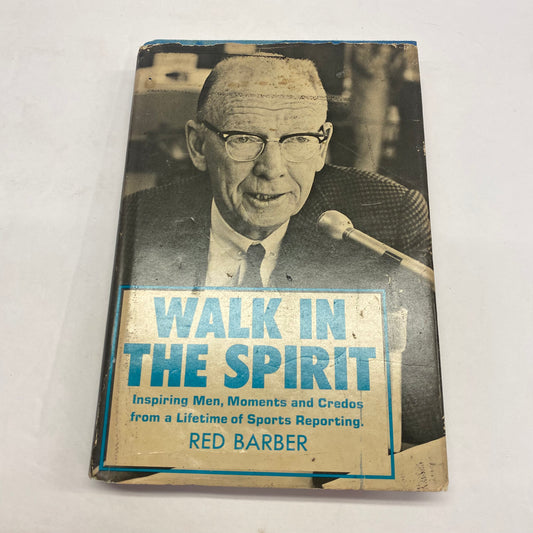 WALK IN
THE SPIRIT
Inspiring Men, Moments and Credos
from a Lifetime of Sports Reporting.
RED BARBER